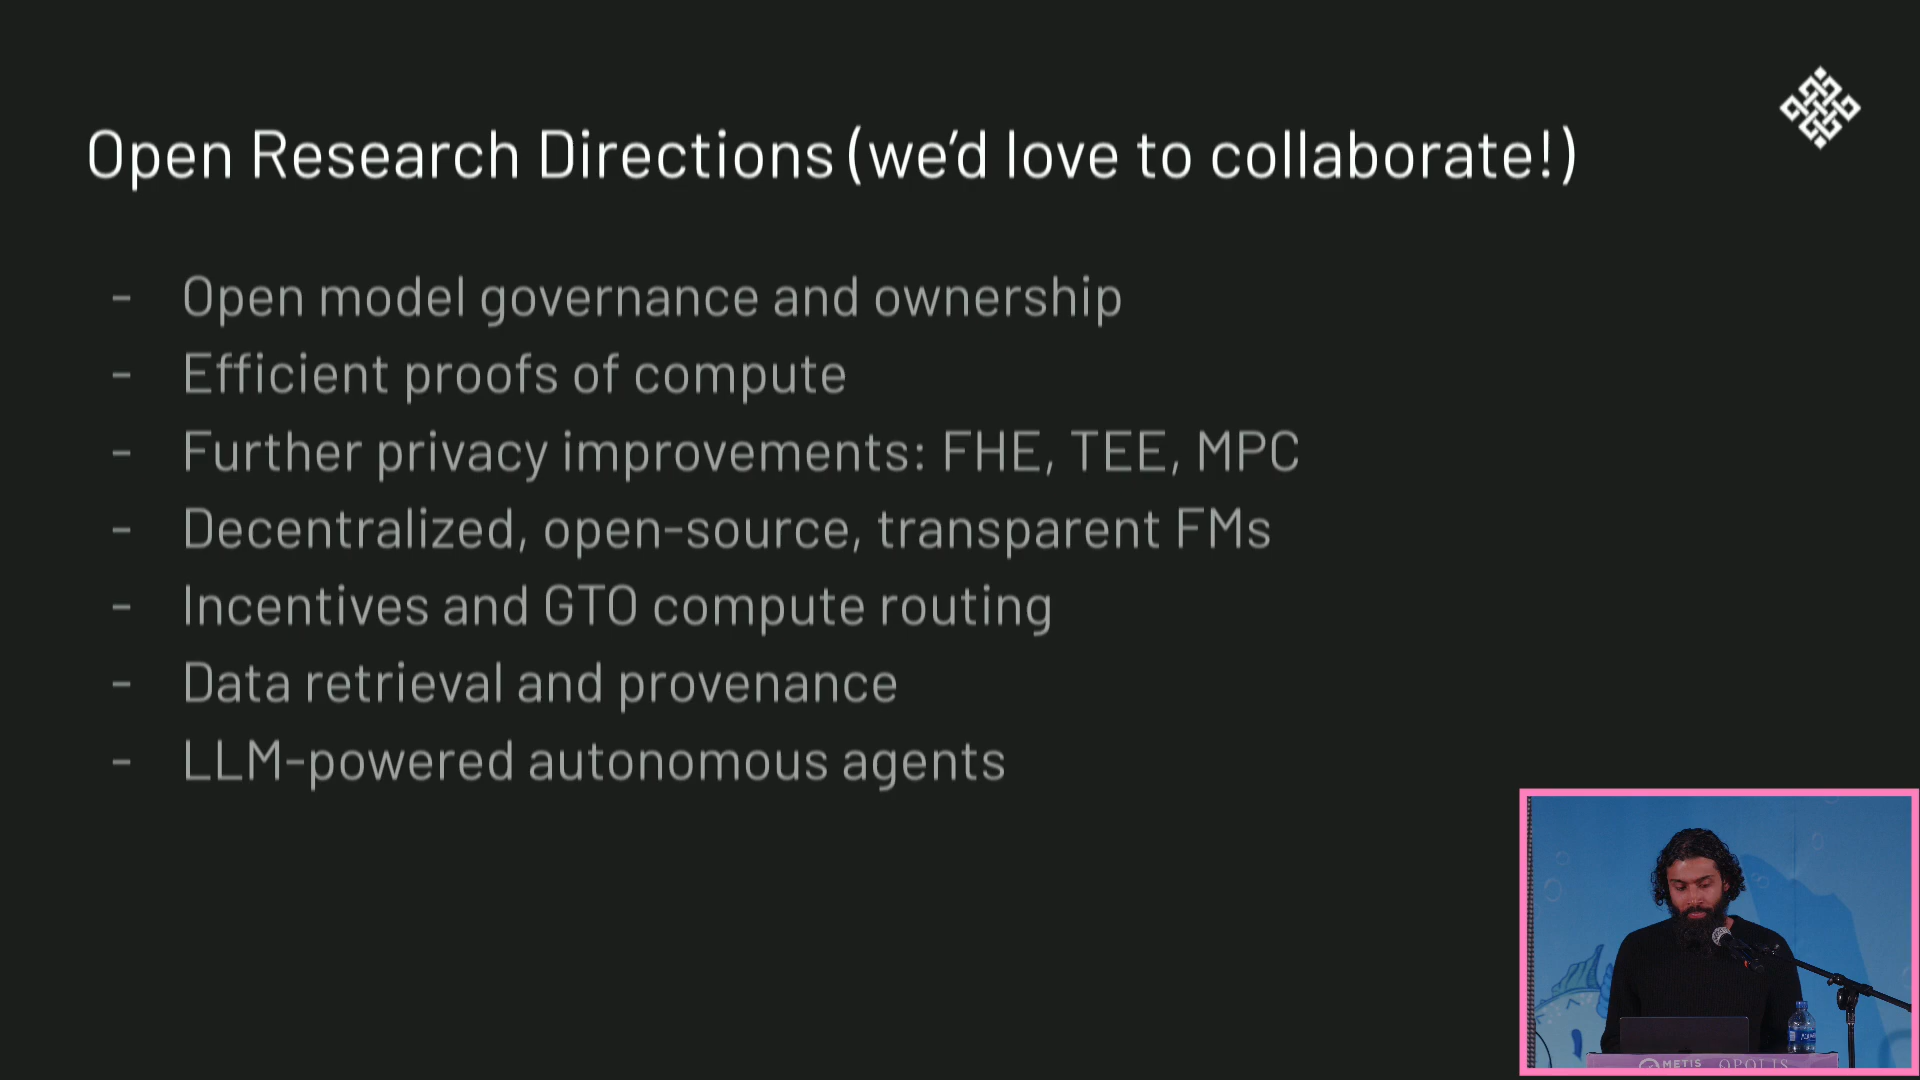 Open Research Directions (we'd love to collaborate!)
- Open model governance and ownership
- Efficient proofs of compute
- Further privacy improvements: FHE, TEE, MPC
- Decentralized, open-source, transparent FMs
- Incentives and GTO compute routing
- Data retrieval and provenance
- LLM-powered autonomous agents
METIS OPOLIS